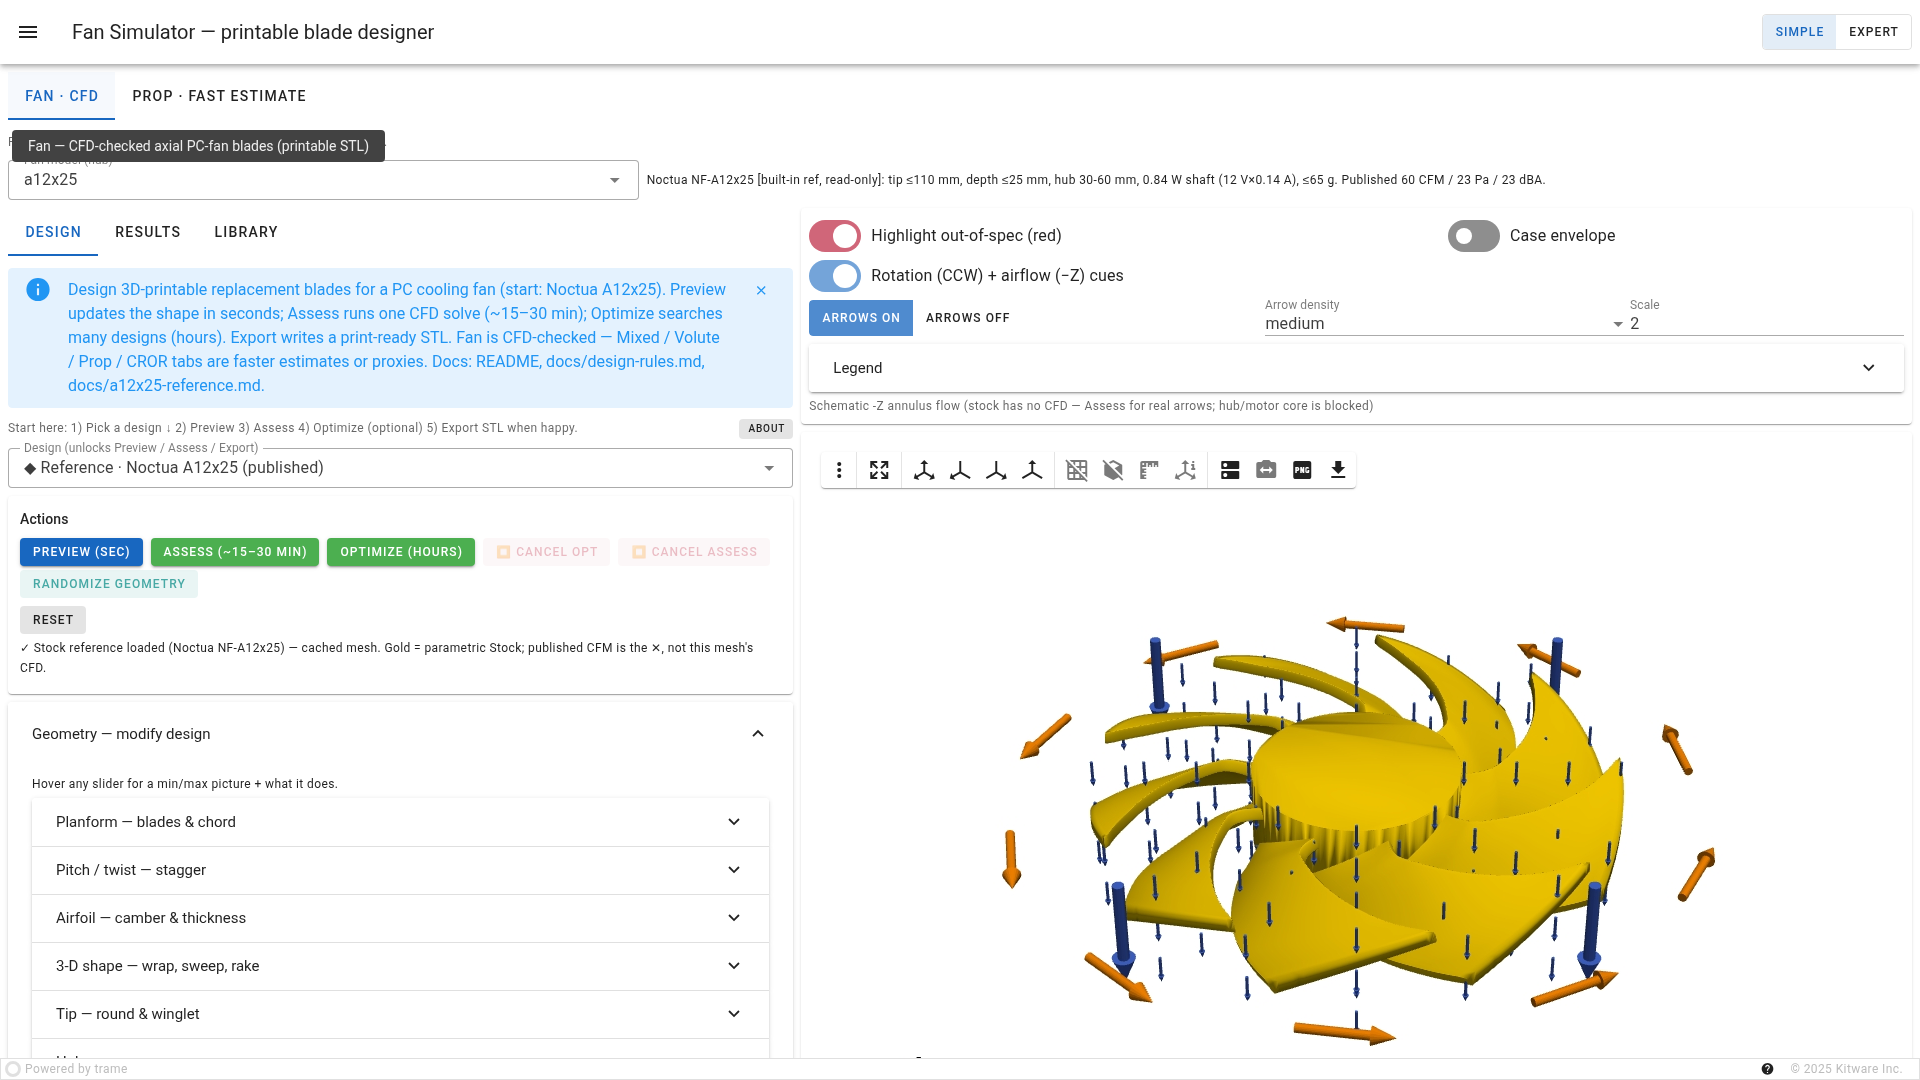 Fan Simulator — printable blade designer
SIMPLE
EXPERT
FAN · CFD
PROP · FAST ESTIMATE
Fan — CFD-checked axial PC-fan blades (printable STL)
a12x25
Noctua NF-A12x25 [built-in ref, read-only]: tip ≤110 mm, depth ≤25 mm, hub 30-60 mm, 0.84 W shaft (12 V×0.14 A), ≤65 g. Published 60 CFM / 23 Pa / 23 dBA.
DESIGN
RESULTS
LIBRARY
Design 3D-printable replacement blades for a PC cooling fan (start: Noctua A12x25). Preview
updates the shape in seconds; Assess runs one CFD solve (~15–30 min); Optimize searches
many designs (hours). Export writes a print-ready STL. Fan is CFD-checked — Mixed / Volute
/ Prop / CROR tabs are faster estimates or proxies. Docs: README, docs/design-rules.md,
docs/a12x25-reference.md.
Start here: 1) Pick a design ↓ 2) Preview 3) Assess 4) Optimize (optional) 5) Export STL when happy.
ABOUT
Design (unlocks Preview / Assess / Export)
◆ Reference · Noctua A12x25 (published)
Actions
PREVIEW (SEC)
ASSESS (~15–30 MIN)
OPTIMIZE (HOURS)
CANCEL OPT
CANCEL ASSESS
RANDOMIZE GEOMETRY
RESET
✓ Stock reference loaded (Noctua NF-A12x25) — cached mesh. Gold = parametric Stock; published CFM is the ✕, not this mesh's
CFD.
Geometry — modify design
Hover any slider for a min/max picture + what it does.
Planform — blades & chord
Pitch / twist — stagger
Airfoil — camber & thickness
3-D shape — wrap, sweep, rake
Tip — round & winglet
Highlight out-of-spec (red)
Case envelope
Rotation (CCW) + airflow (−Z) cues
ARROWS ON
ARROWS OFF
Arrow density
medium
Scale
2
Legend
Schematic -Z annulus flow (stock has no CFD — Assess for real arrows; hub/motor core is blocked)
PNG
Powered by trame
© 2025 Kitware Inc.